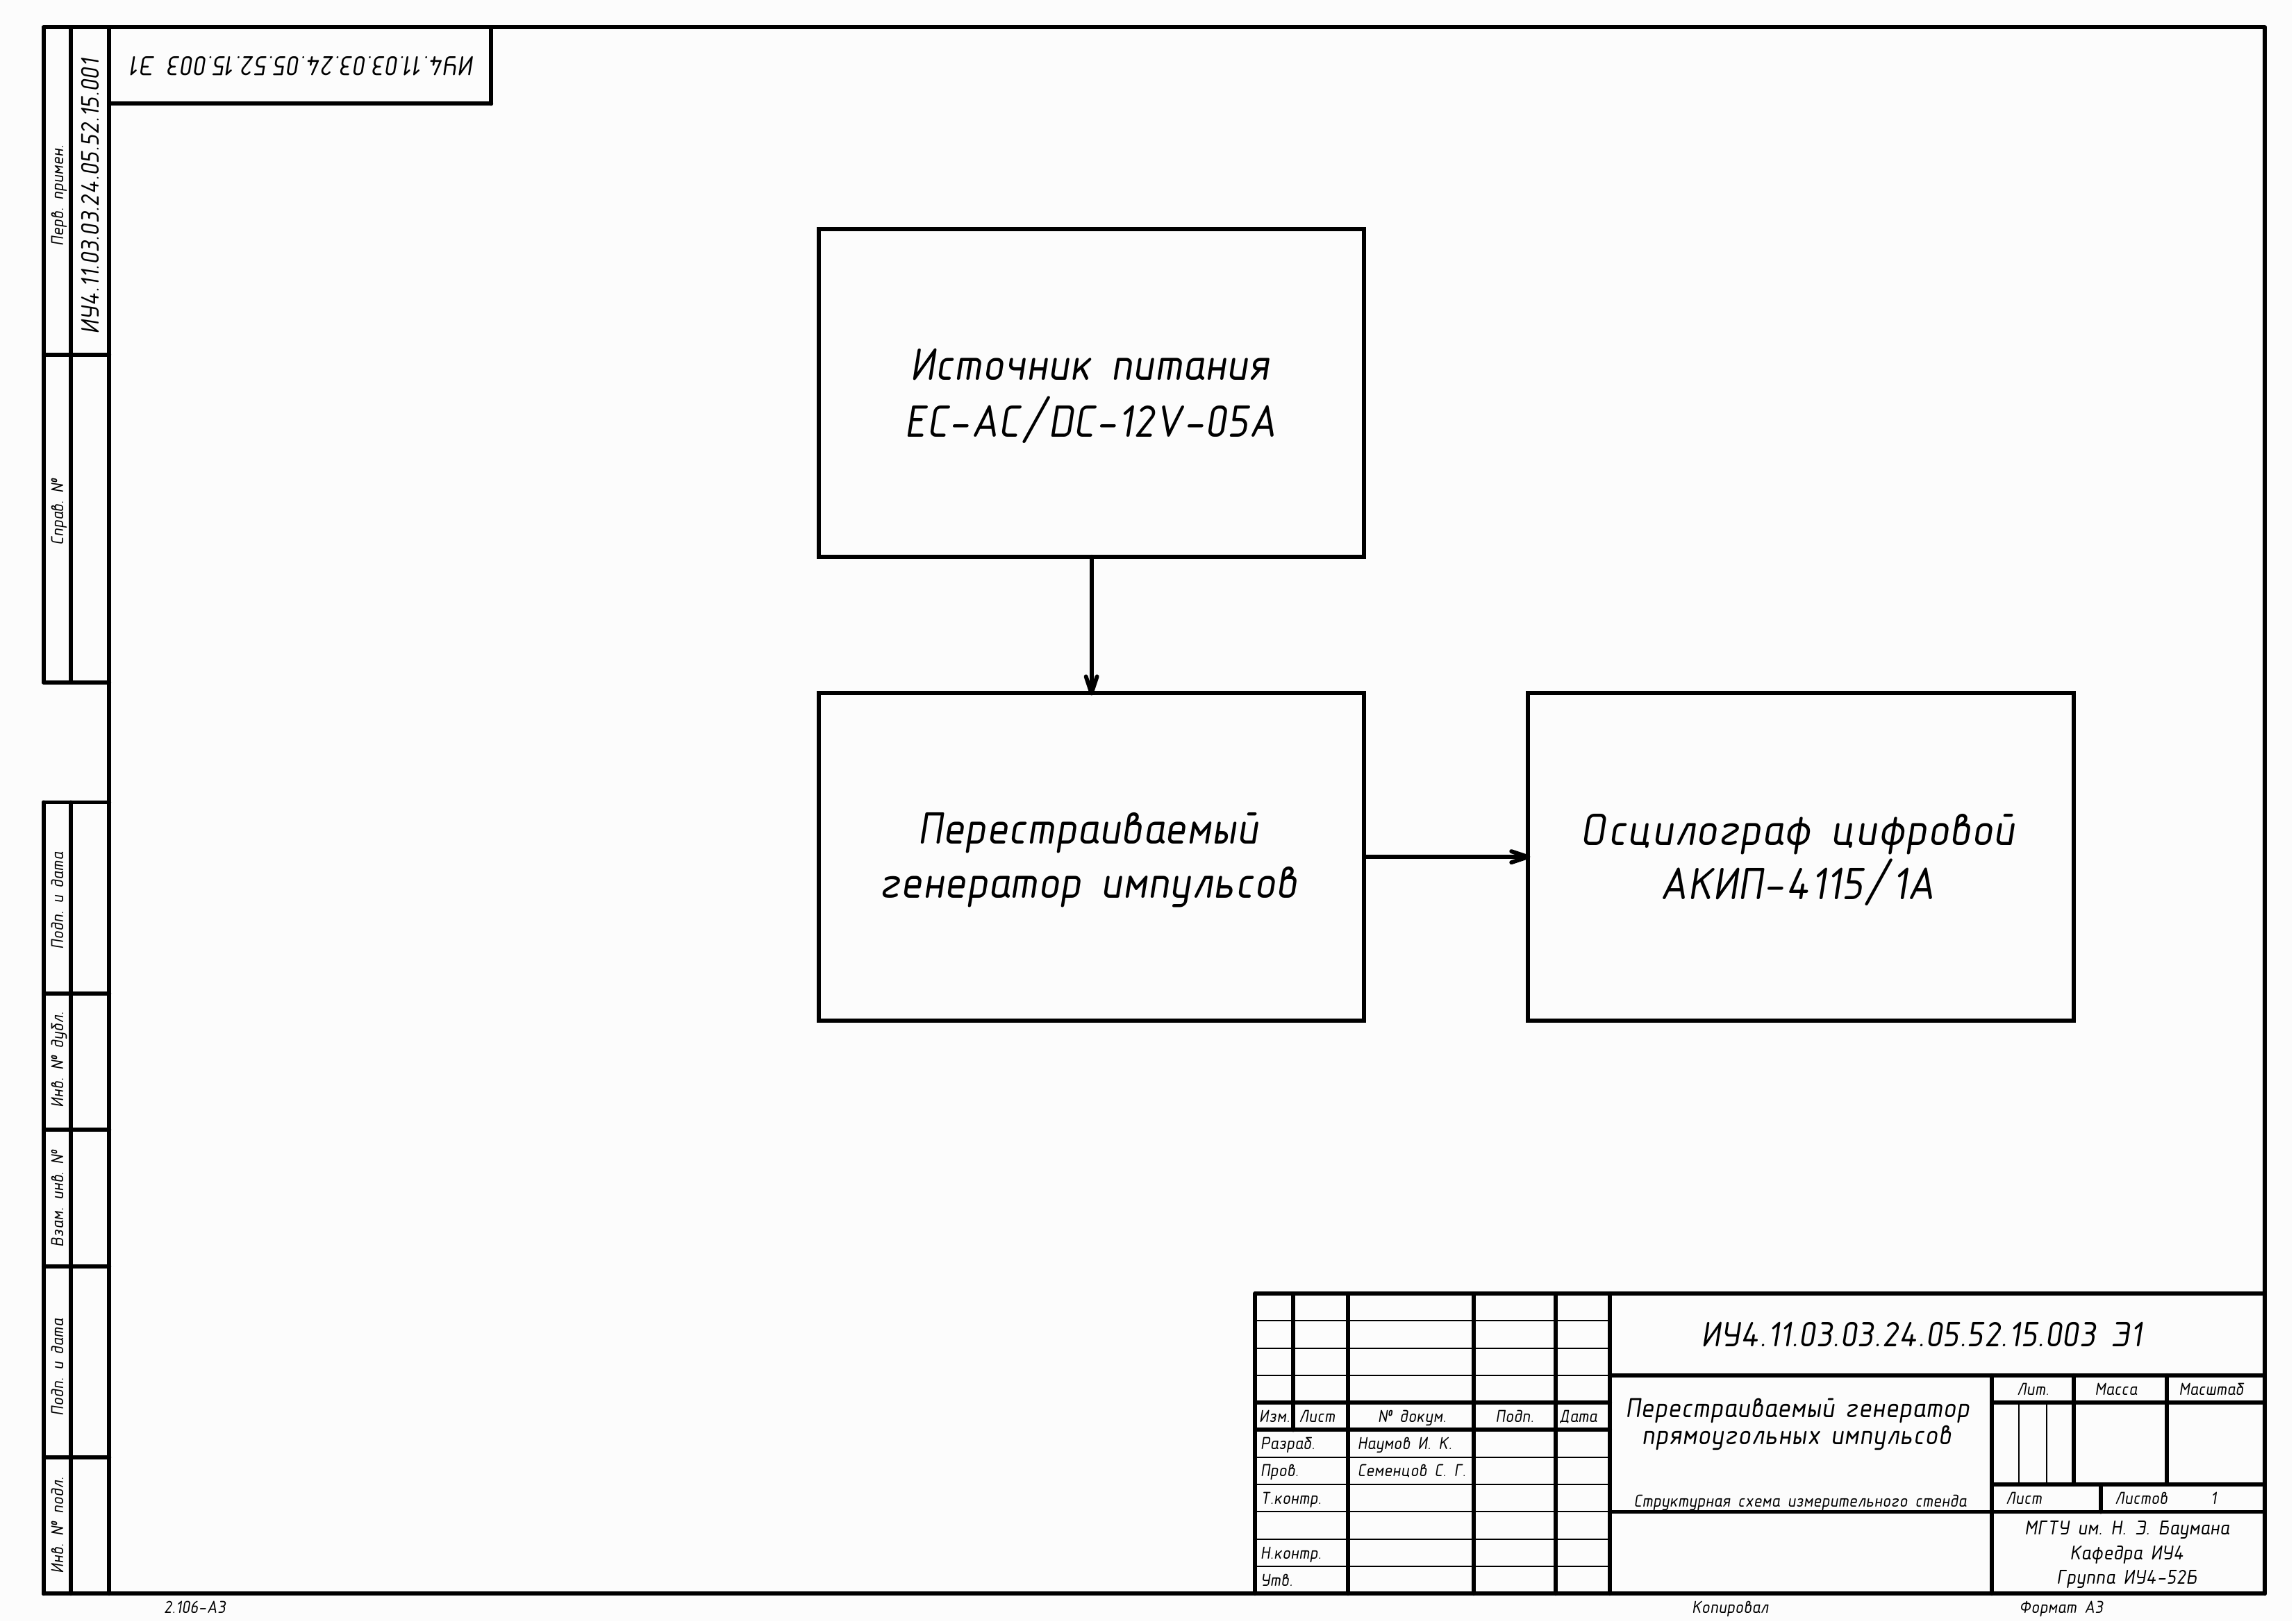 ИУ4.11.03.03.24.05.52.15.003 Э1
Перв. примен.
ИУ4.11.03.03.24.05.52.15.001
Справ. №
Подп. и дата
Инв. № дубл.
Взам. инв. №
Подп. и дата
Инв. № подл.
Источник питания
EC-AC/DC-12V-05A
Перестраиваемый
генератор импульсов
Осцилограф цифровой
АКИП-4115/1А
ИУ4.11.03.03.24.05.52.15.003 Э1
Изм. Лист № докум. Подп. Дата
Разраб. Наумов И. К.
Пров. Семенцов С. Г.
Т.контр.
Н.контр.
Утв.
Перестраиваемый генератор
прямоугольных импульсов
Структурная схема измерительного стенда
Лит. Масса Масштаб
Лист Листов 1
МГТУ им. Н. Э. Баумана
Кафедра ИУ4
Группа ИУ4-52Б
2.106-А3 Копировал Формат А3